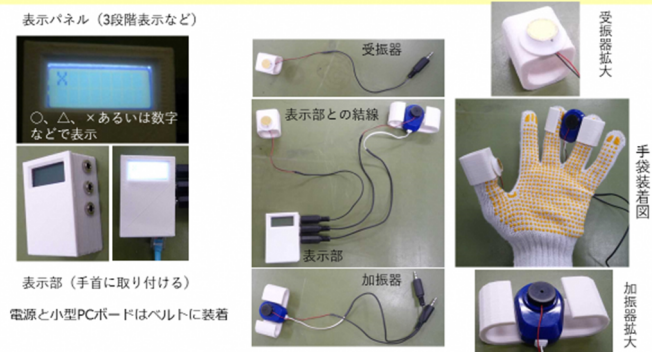 表示パネル（3段階表示など）
×
○、△、×あるいは数字
などで表示
表示部（手首に取り付ける）
電源と小型PCボードはベルトに装着
受振器
表示部との結線
表示部
加振器
受振器拡大
手袋装着図
加振器拡大